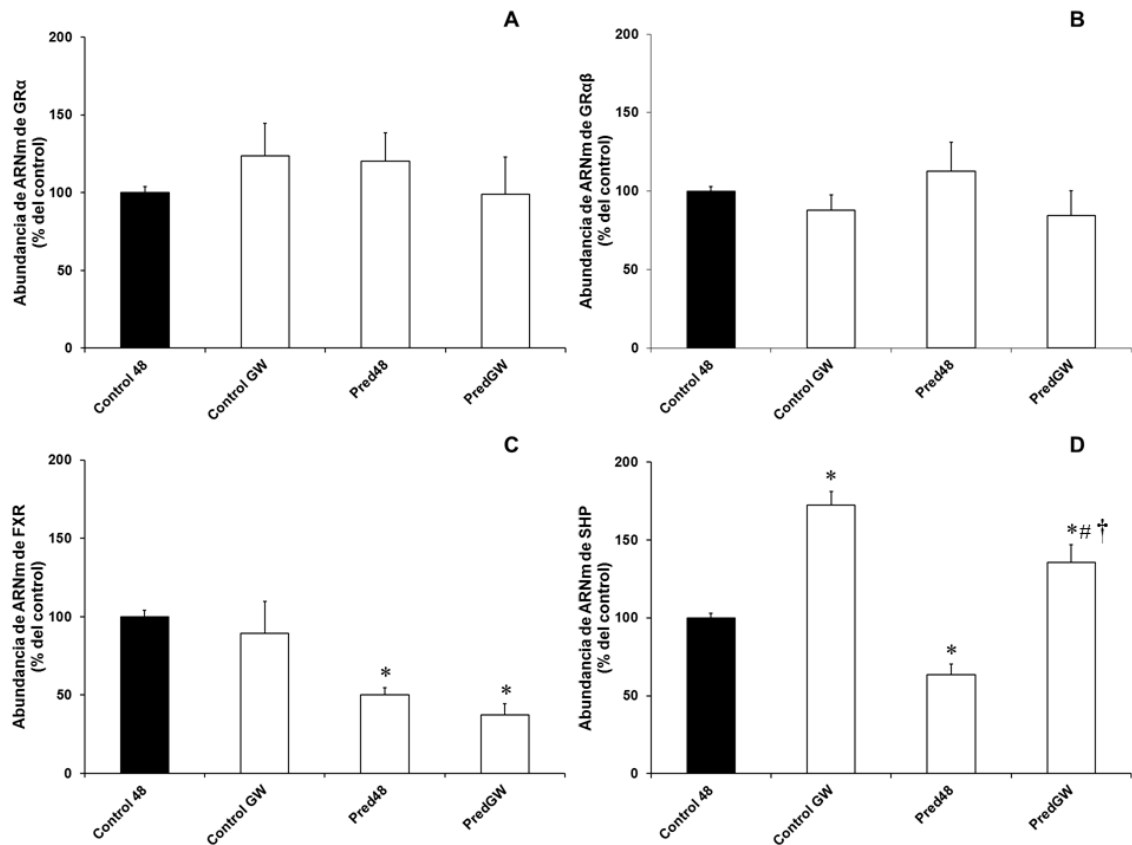 A
Abundancia de ARNm de GRα
(% del control)
200
150
100
50
0
Control 48
Control GW
Pred48
PredGW
B
Abundancia de ARNm de GRαβ
(% del control)
200
150
100
50
0
Control 48
Control GW
Pred48
PredGW
C
Abundancia de ARNm de FXR
(% del control)
200
150
100
50
0
*
*
Control 48
Control GW
Pred48
PredGW
D
Abundancia de ARNm de SHP
(% del control)
200
150
100
50
0
*
*
*# †
Control 48
Control GW
Pred48
PredGW